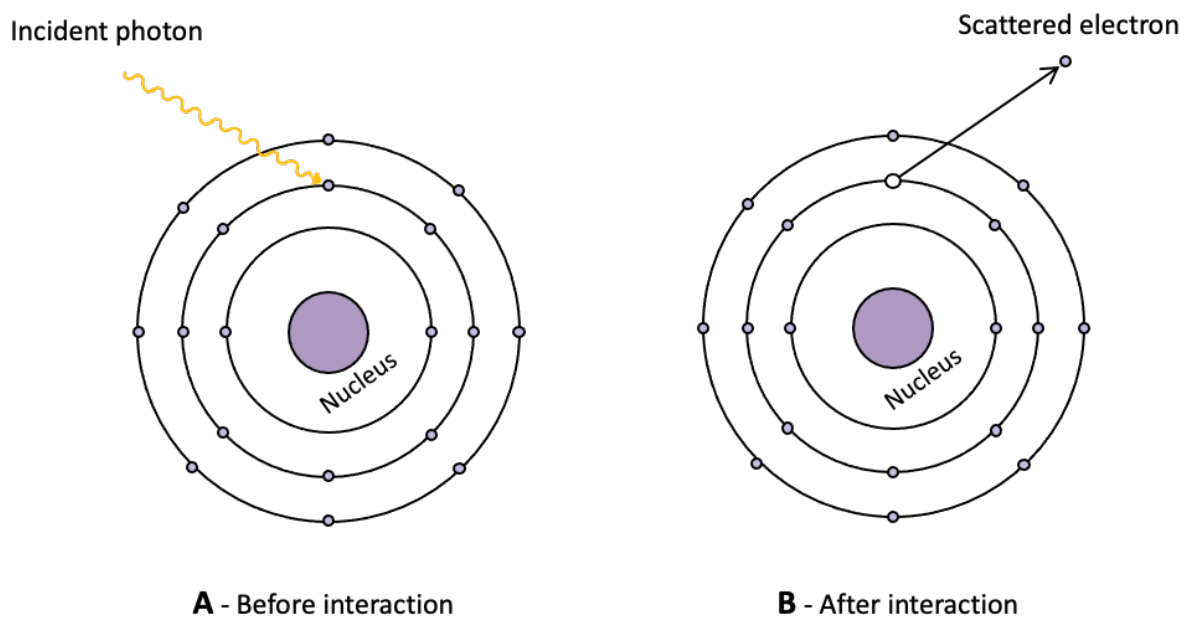 Incident photon
Scattered electron
Nucleus
Nucleus
A - Before interaction
B - After interaction